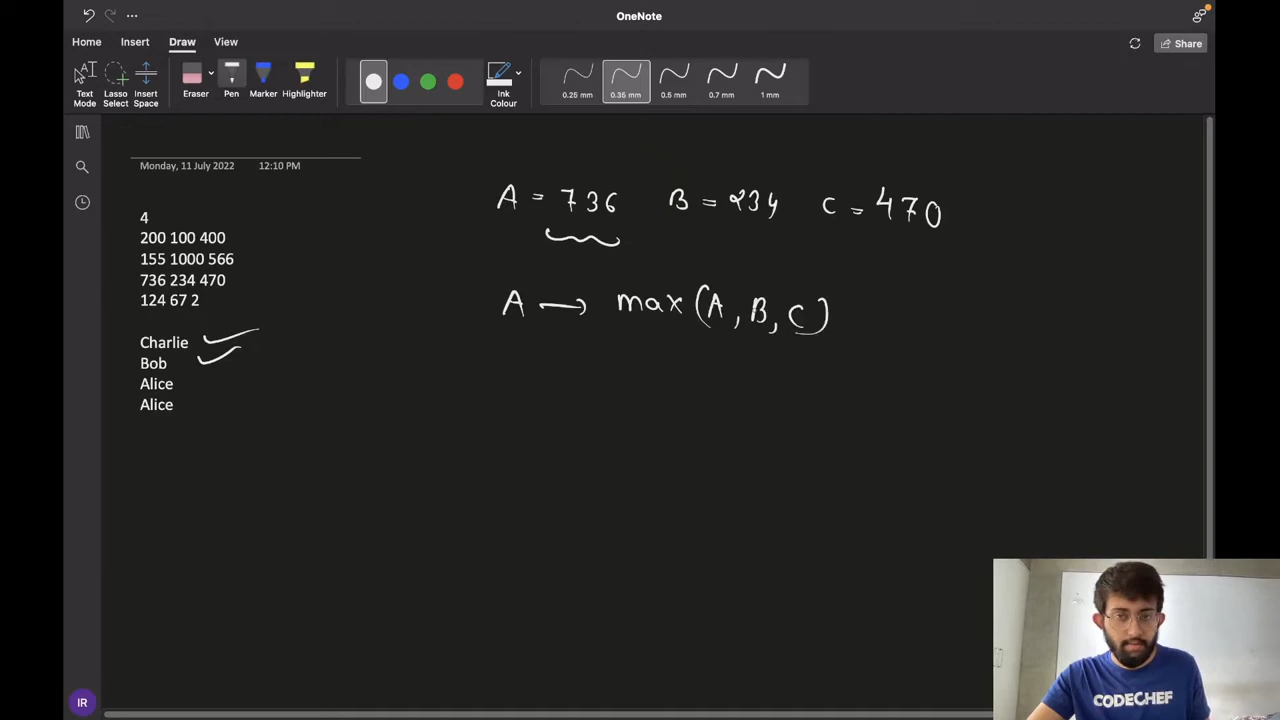 OneNote
Home Insert Draw View
Share
Text Mode
Lasso Select
Insert Space
Eraser
Pen
Marker
Highlighter
Ink Colour
0.25 mm
0.35 mm
0.5 mm
0.7 mm
1 mm
Monday, 11 July 2022 12:10 PM
4
200 100 400
155 1000 566
736 234 470
124 67 2
Charlie
Bob
Alice
Alice
A = 736 B = 234 C = 470
A → max(A, B, C)
IR
CODECHEF